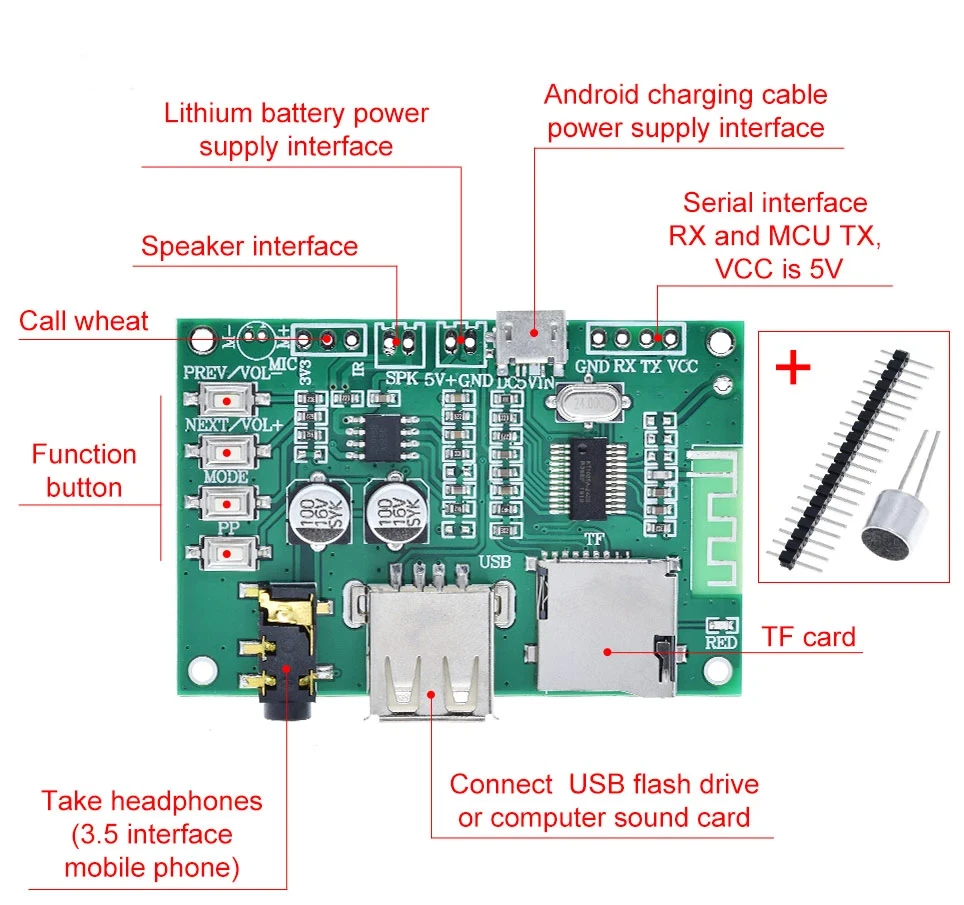 Lithium battery power
supply interface
Android charging cable
power supply interface
Speaker interface
Serial interface
RX and MCU TX,
VCC is 5V
Call wheat
M- M+
MIC
3V3
IR
SPK 5V+ GND DC5VIN
GND RX TX VCC
PREV/VOL-
NEXT/VOL+
MODE
PP
Function
button
100
16V
SYK
100
16V
SYK
USB
TF
RED
+
TF card
Connect USB flash drive
or computer sound card
Take headphones
(3.5 interface
mobile phone)